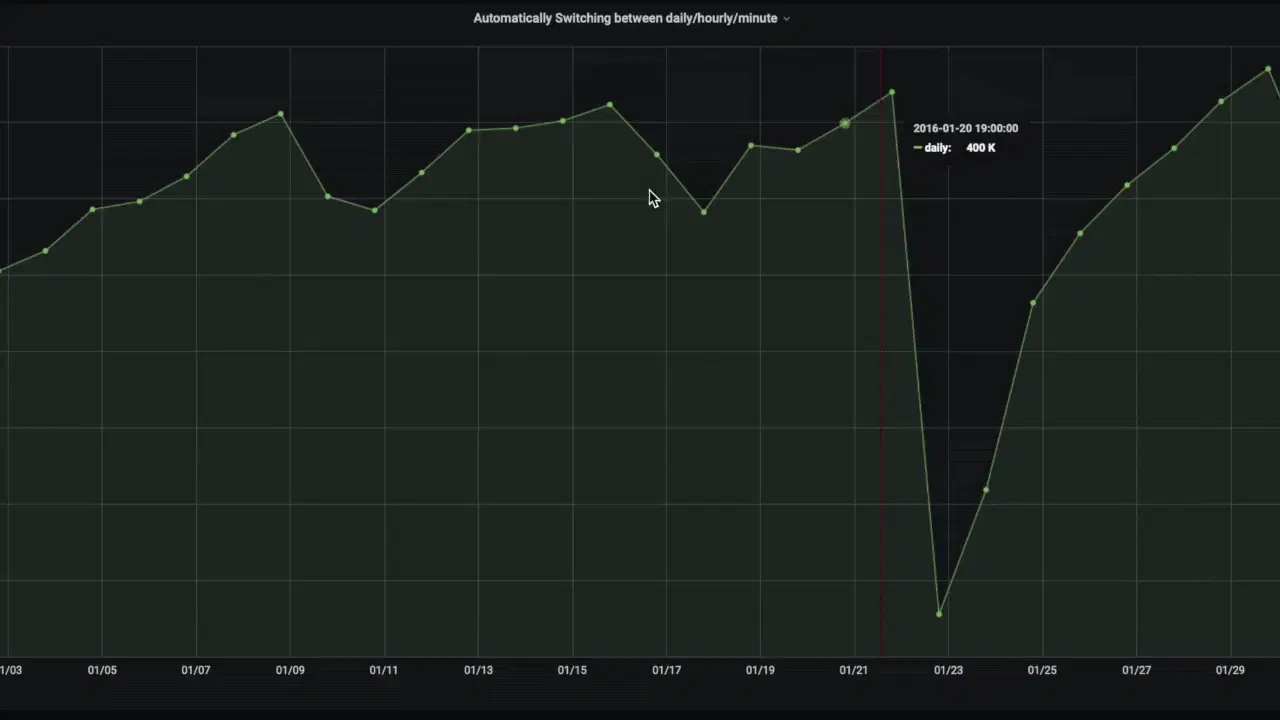 Automatically Switching between daily/hourly/minute
2016-01-20 19:00:00
daily: 400 K
1/03 01/05 01/07 01/09 01/11 01/13 01/15 01/17 01/19 01/21 01/23 01/25 01/27 01/29